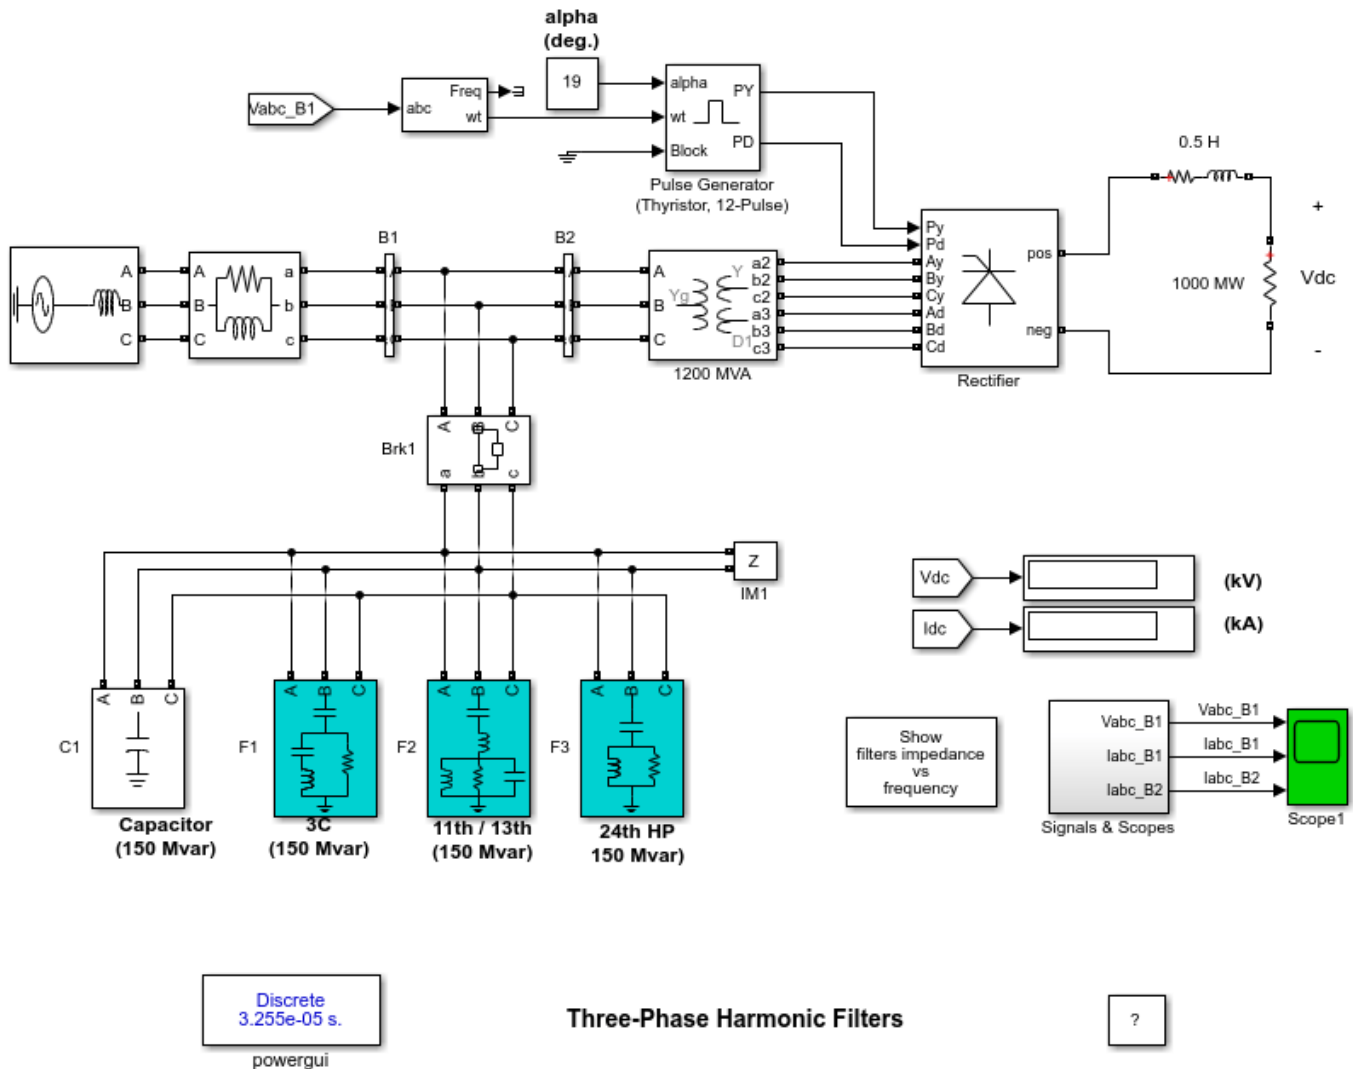 alpha
(deg.)
Vabc_B1
abc
Freq
wt
19
alpha
wt
Block
PY
PD
Pulse Generator
(Thyristor, 12-Pulse)
0.5 H
+
1000 MW
Vdc
-
A
B
C
A
B
C
a
b
c
B1
B2
A
B
C
Yg
Y
D1
a2
b2
c2
a3
b3
c3
1200 MVA
Py
Pd
Ay
By
Cy
Ad
Bd
Cd
pos
neg
Rectifier
Brk1
A
B
C
a
b
c
Z
IM1
Vdc
(kV)
Idc
(kA)
C1
A
B
C
Capacitor
(150 Mvar)
F1
A
B
C
3C
(150 Mvar)
F2
A
B
C
11th / 13th
(150 Mvar)
F3
A
B
C
24th HP
150 Mvar)
Show
filters impedance
vs
frequency
Vabc_B1
Iabc_B1
Iabc_B2
Signals & Scopes
Vabc_B1
Iabc_B1
Iabc_B2
Scope1
Discrete
3.255e-05 s.
powergui
Three-Phase Harmonic Filters
?